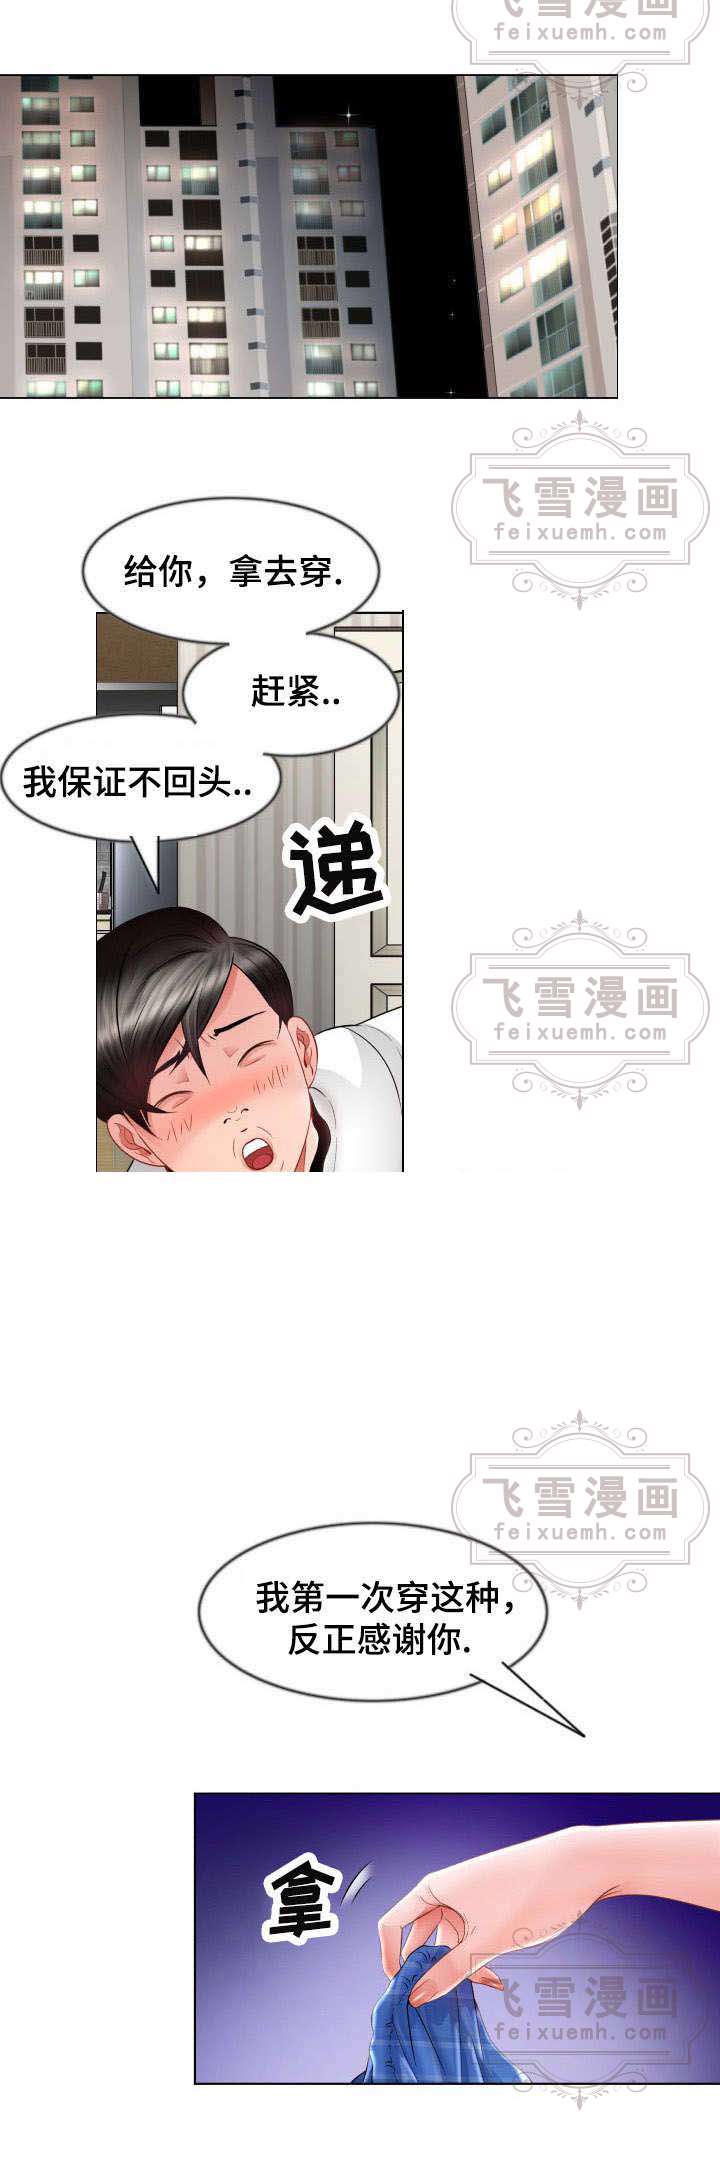 飞雪漫画
feixuemh.com
飞雪漫画
feixuemh.com
给你，拿去穿.
赶紧..
我保证不回头..
递
飞雪漫画
feixuemh.com
飞雪漫画
feixuemh.com
我第一次穿这种，
反正感谢你.
拿
飞雪漫画
feixuemh.com